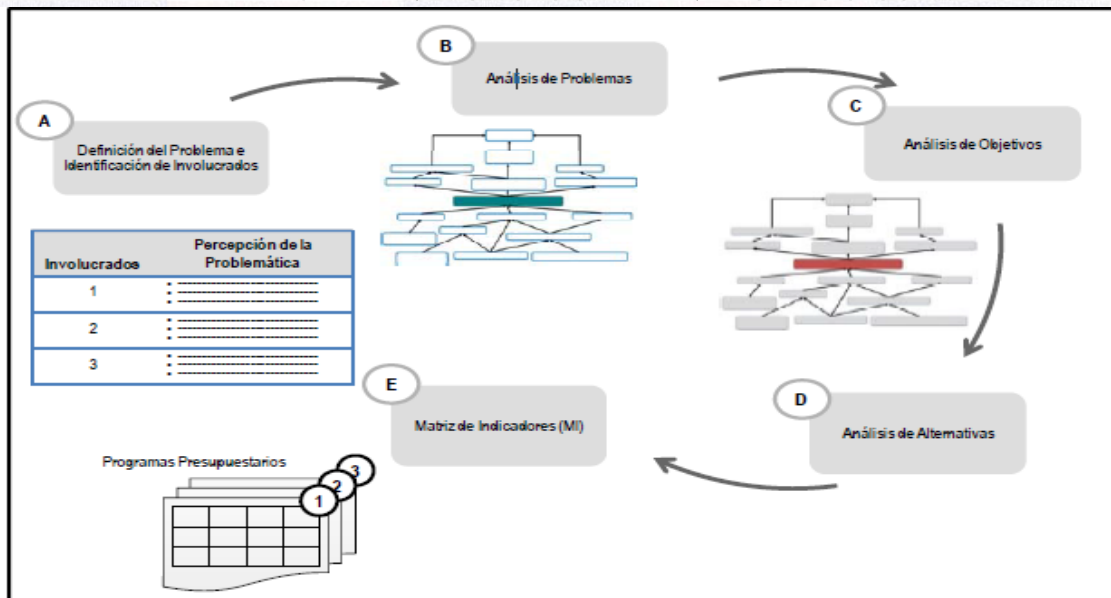 A
Definición del Problema e
Identificación de Involucrados
B
Análisis de Problemas
C
Análisis de Objetivos
Involucrados
Percepción de la
Problemática
1
2
3
D
Análisis de Alternativas
E
Matriz de Indicadores (MI)
Programas Presupuestarios
3
2
1